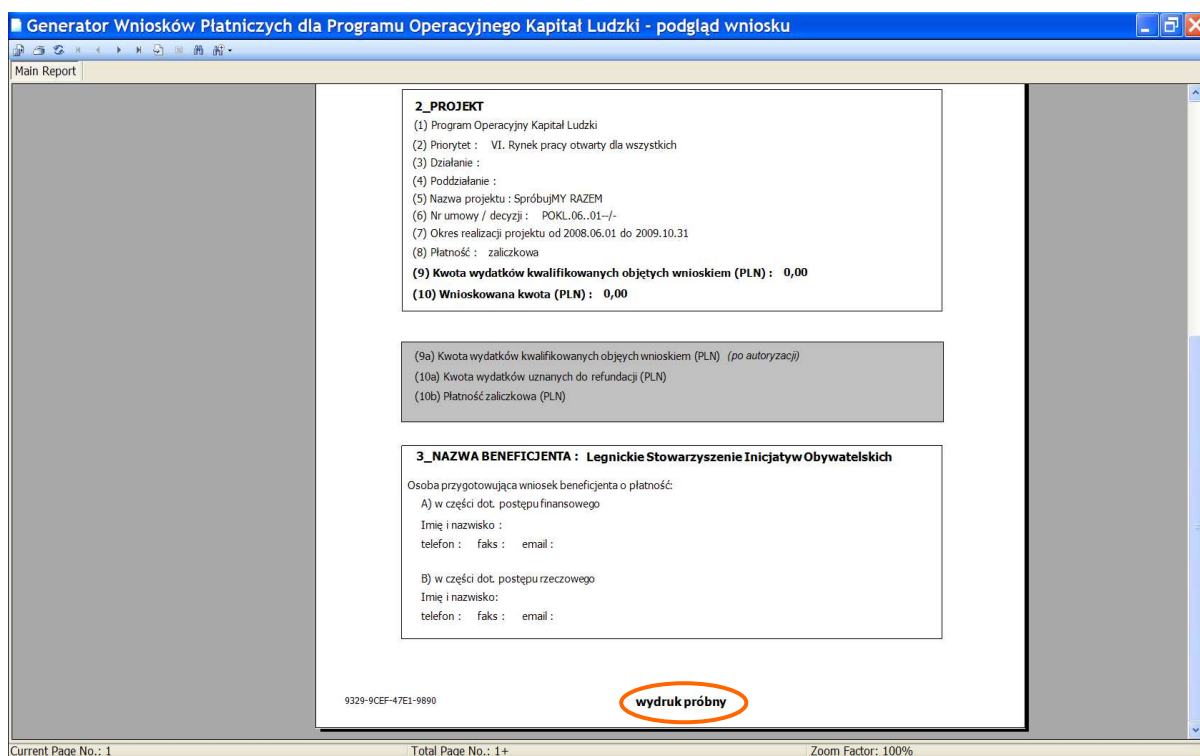 Generator Wniosków Płatniczych dla Programu Operacyjnego Kapitał Ludzki - podgląd wniosku
Main Report
2_PROJEKT
(1) Program Operacyjny Kapitał Ludzki
(2) Priorytet : VI. Rynek pracy otwarty dla wszystkich
(3) Działanie :
(4) Poddziałanie :
(5) Nazwa projektu : SpróbujMY RAZEM
(6) Nr umowy / decyzji : POKL.06..01--/-
(7) Okres realizacji projektu od 2008.06.01 do 2009.10.31
(8) Płatność : zaliczkowa
(9) Kwota wydatków kwalifikowanych objętych wnioskiem (PLN) : 0,00
(10) Wnioskowana kwota (PLN) : 0,00
(9a) Kwota wydatków kwalifikowanych objęych wnioskiem (PLN) (po autoryzacji)
(10a) Kwota wydatków uznanych do refundacji (PLN)
(10b) Płatność zaliczkowa (PLN)
3_NAZWA BENEFICJENTA : Legnickie Stowarzyszenie Inicjatyw Obywatelskich
Osoba przygotowująca wniosek beneficjenta o płatność:
A) w części dot. postępu finansowego
Imię i nazwisko :
telefon : faks : email :
B) w części dot. postępu rzeczowego
Imię i nazwisko:
telefon : faks : email :
9329-9CEF-47E1-9890 wydruk próbny
Current Page No.: 1 Total Page No.: 1+ Zoom Factor: 100%